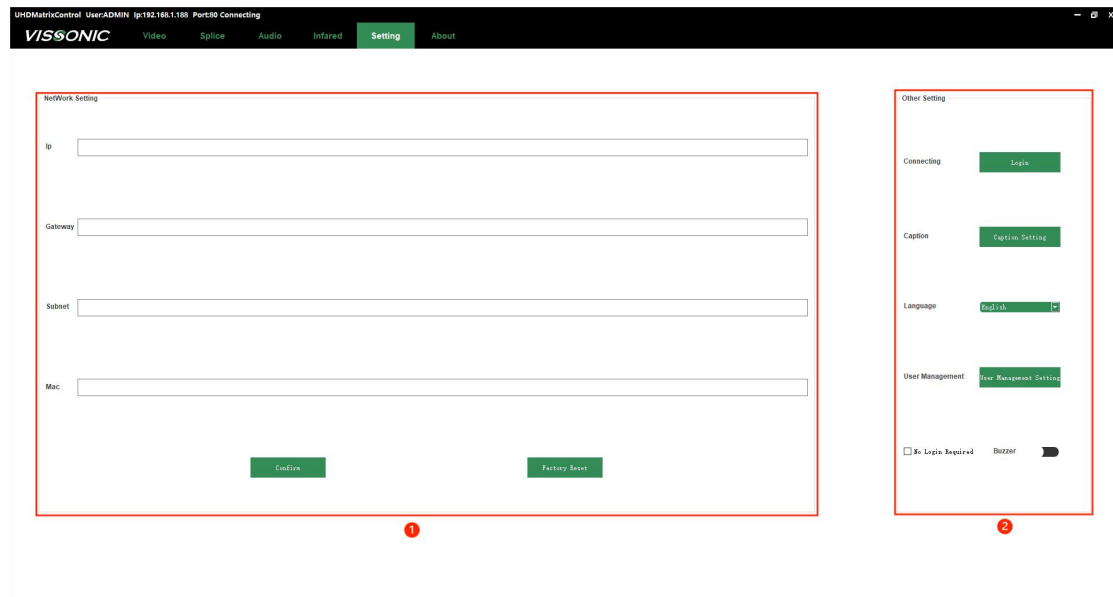 UHDMatrixControl User:ADMIN Ip:192.168.1.188 Port:80 Connecting
VISSONIC Video Splice Audio Infared Setting About
NetWork Setting
Ip
Gateway
Subnet
Mac
Confirm Factory Reset
1
Other Setting
Connecting Login
Caption Caption Setting
Language English
User Management User Management Setting
No Login Required Buzzer
2